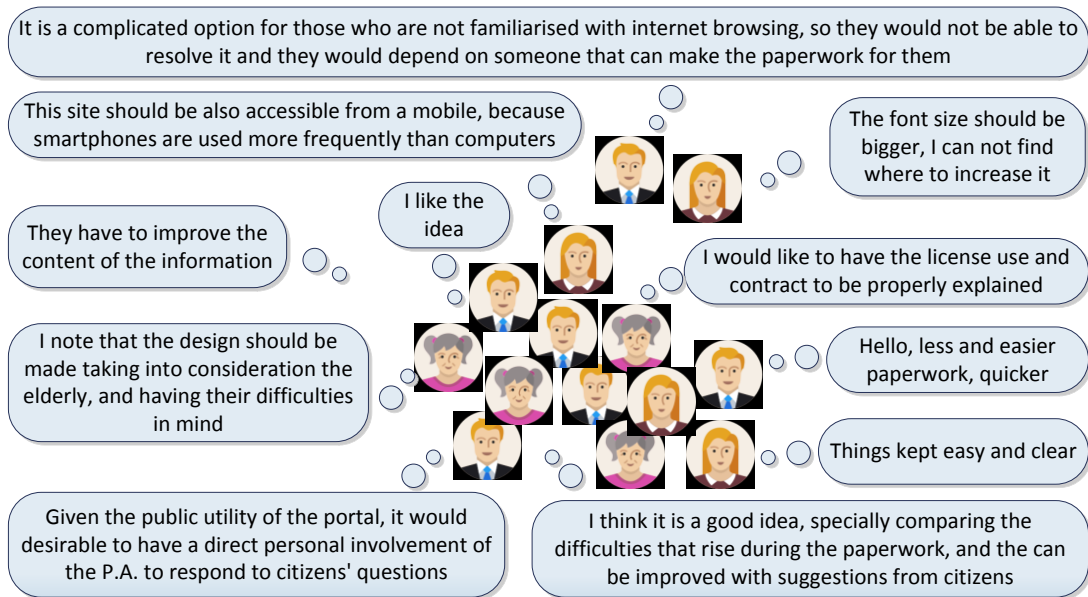 It is a complicated option for those who are not familiarised with internet browsing, so they would not be able to
resolve it and they would depend on someone that can make the paperwork for them
This site should be also accessible from a mobile, because
smartphones are used more frequently than computers
The font size should be
bigger, I can not find
where to increase it
I like the
idea
They have to improve the
content of the information
I would like to have the license use and
contract to be properly explained
I note that the design should be
made taking into consideration the
elderly, and having their difficulties
in mind
Hello, less and easier
paperwork, quicker
Things kept easy and clear
Given the public utility of the portal, it would
desirable to have a direct personal involvement of
the P.A. to respond to citizens' questions
I think it is a good idea, specially comparing the
difficulties that rise during the paperwork, and the can
be improved with suggestions from citizens